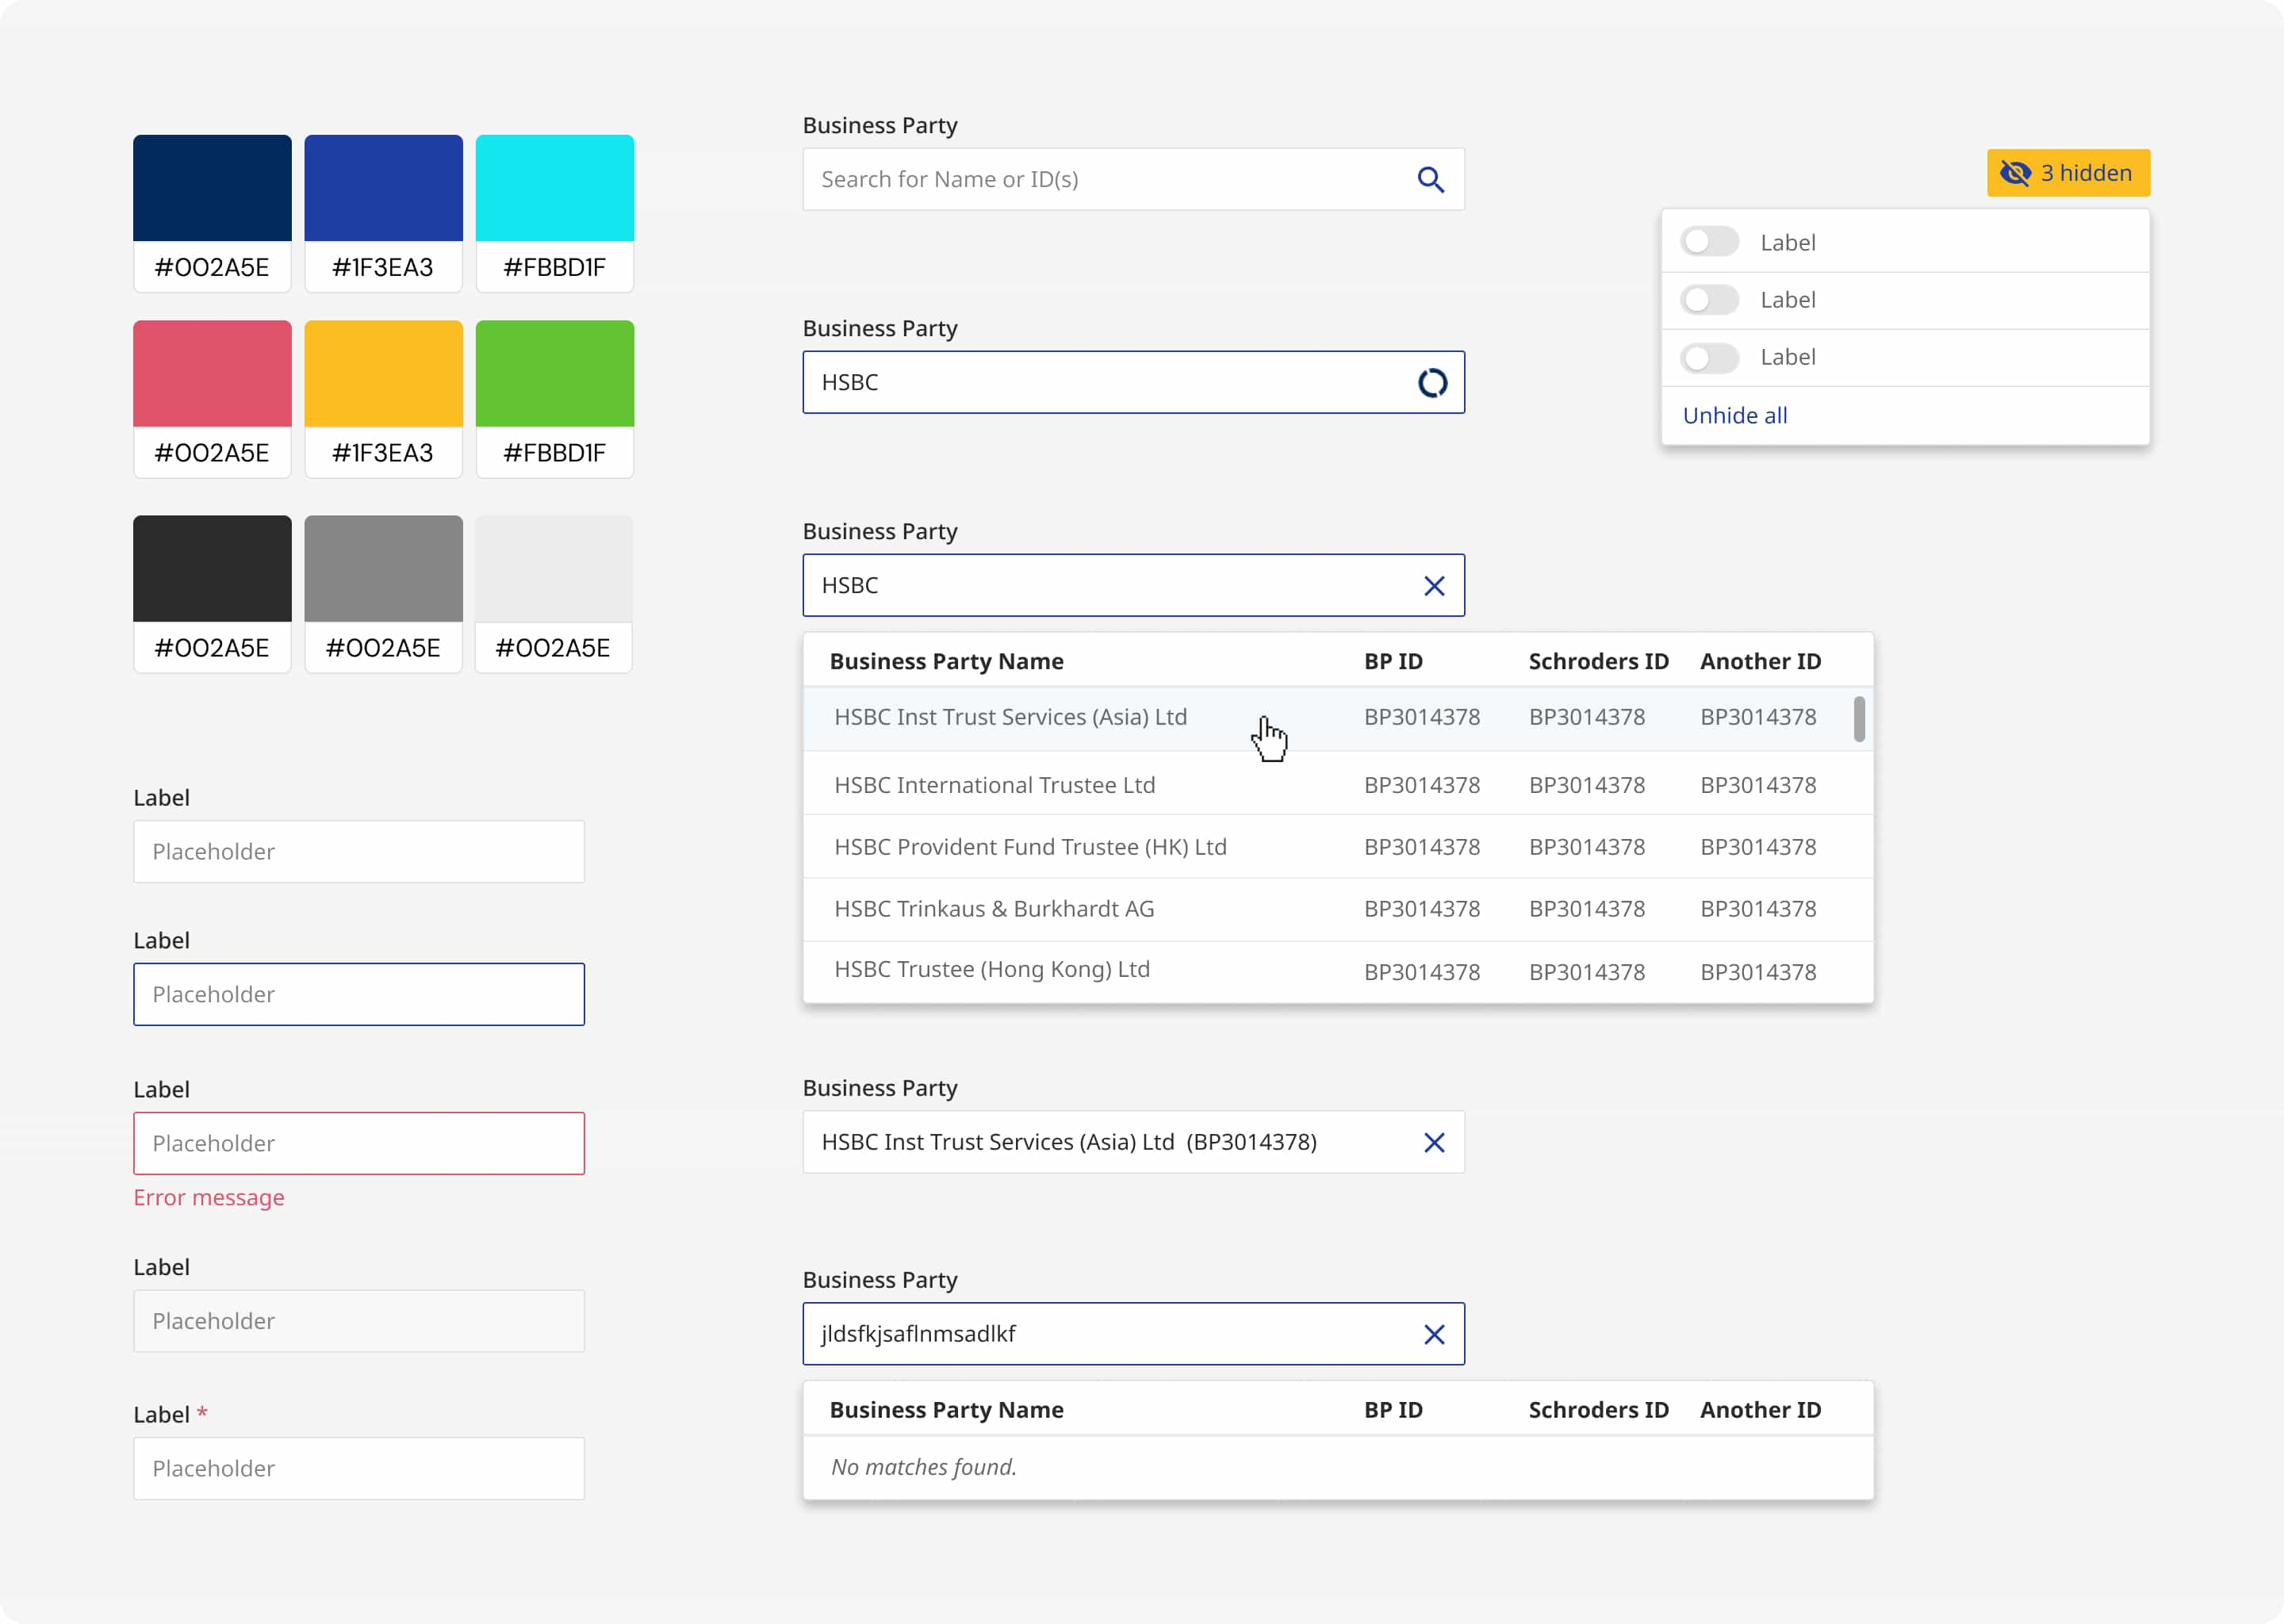 #002A5E #1F3EA3 #FBBD1F
#002A5E #1F3EA3 #FBBD1F
#002A5E #002A5E #002A5E
Label
Placeholder
Label
Placeholder
Label
Placeholder
Error message
Label
Placeholder
Label *
Placeholder
Business Party
Search for Name or ID(s)
Business Party
HSBC
Business Party
HSBC
Business Party Name BP ID Schroders ID Another ID
HSBC Inst Trust Services (Asia) Ltd BP3014378 BP3014378 BP3014378
HSBC International Trustee Ltd BP3014378 BP3014378 BP3014378
HSBC Provident Fund Trustee (HK) Ltd BP3014378 BP3014378 BP3014378
HSBC Trinkaus & Burkhardt AG BP3014378 BP3014378 BP3014378
HSBC Trustee (Hong Kong) Ltd BP3014378 BP3014378 BP3014378
Business Party
HSBC Inst Trust Services (Asia) Ltd (BP3014378)
Business Party
jldsfkjsaflnmsadlkf
Business Party Name BP ID Schroders ID Another ID
No matches found.
3 hidden
Label
Label
Label
Unhide all